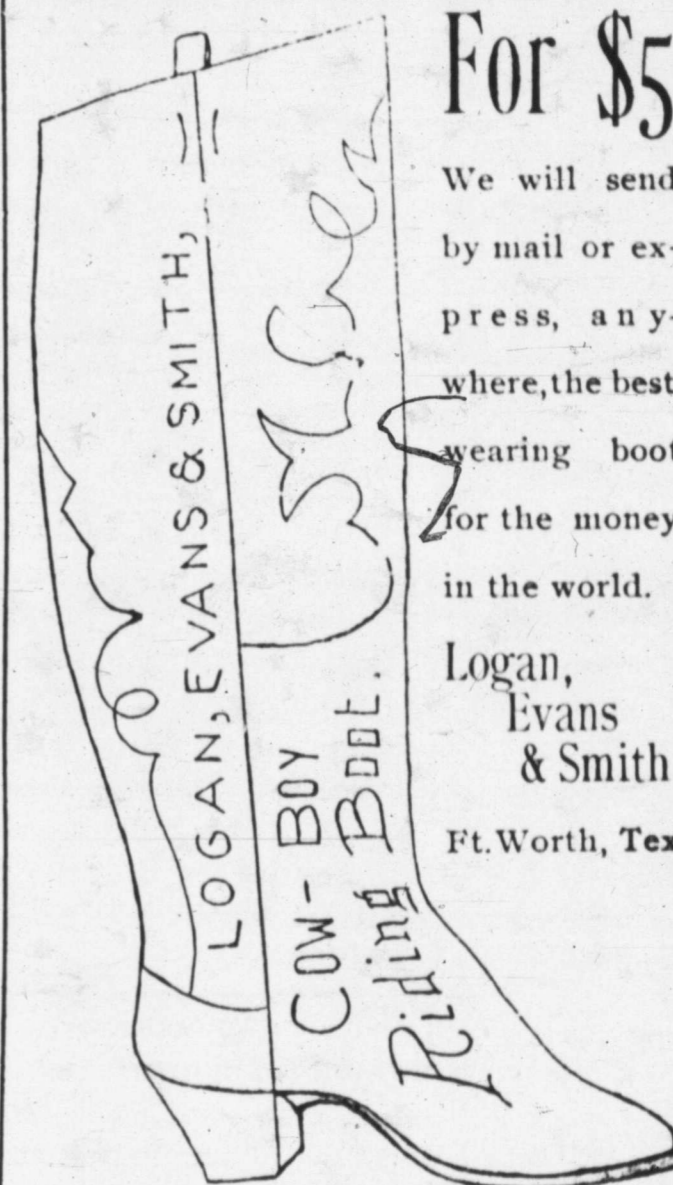 For $5
We will send
by mail or ex-
press, any-
where, the best
wearing boot
for the money
in the world.
Logan,
Evans
& Smith
Ft. Worth, Tex
LOGAN, EVANS & SMITH,
COW-BOY
Riding Boot.